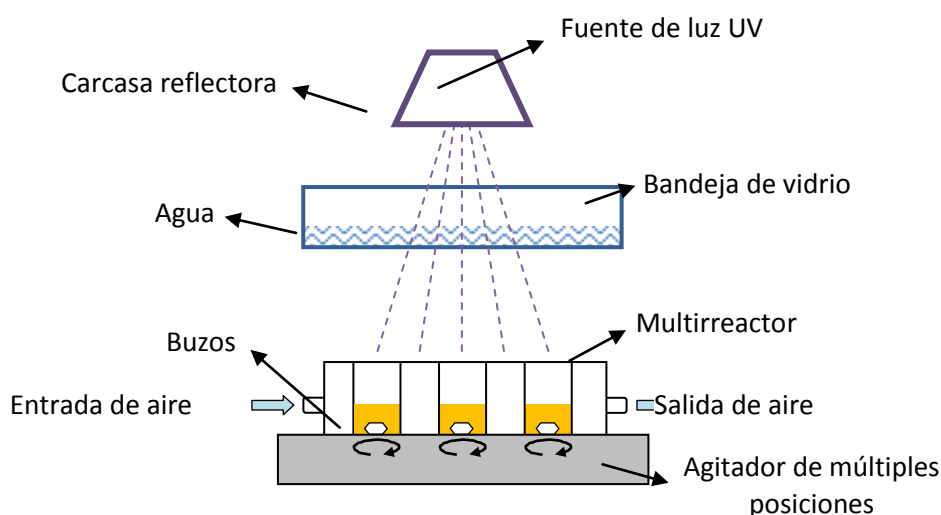 Fuente de luz UV
Carcasa reflectora
Bandeja de vidrio
Agua
Multirreactor
Buzos
Entrada de aire
Salida de aire
Agitador de múltiples
posiciones